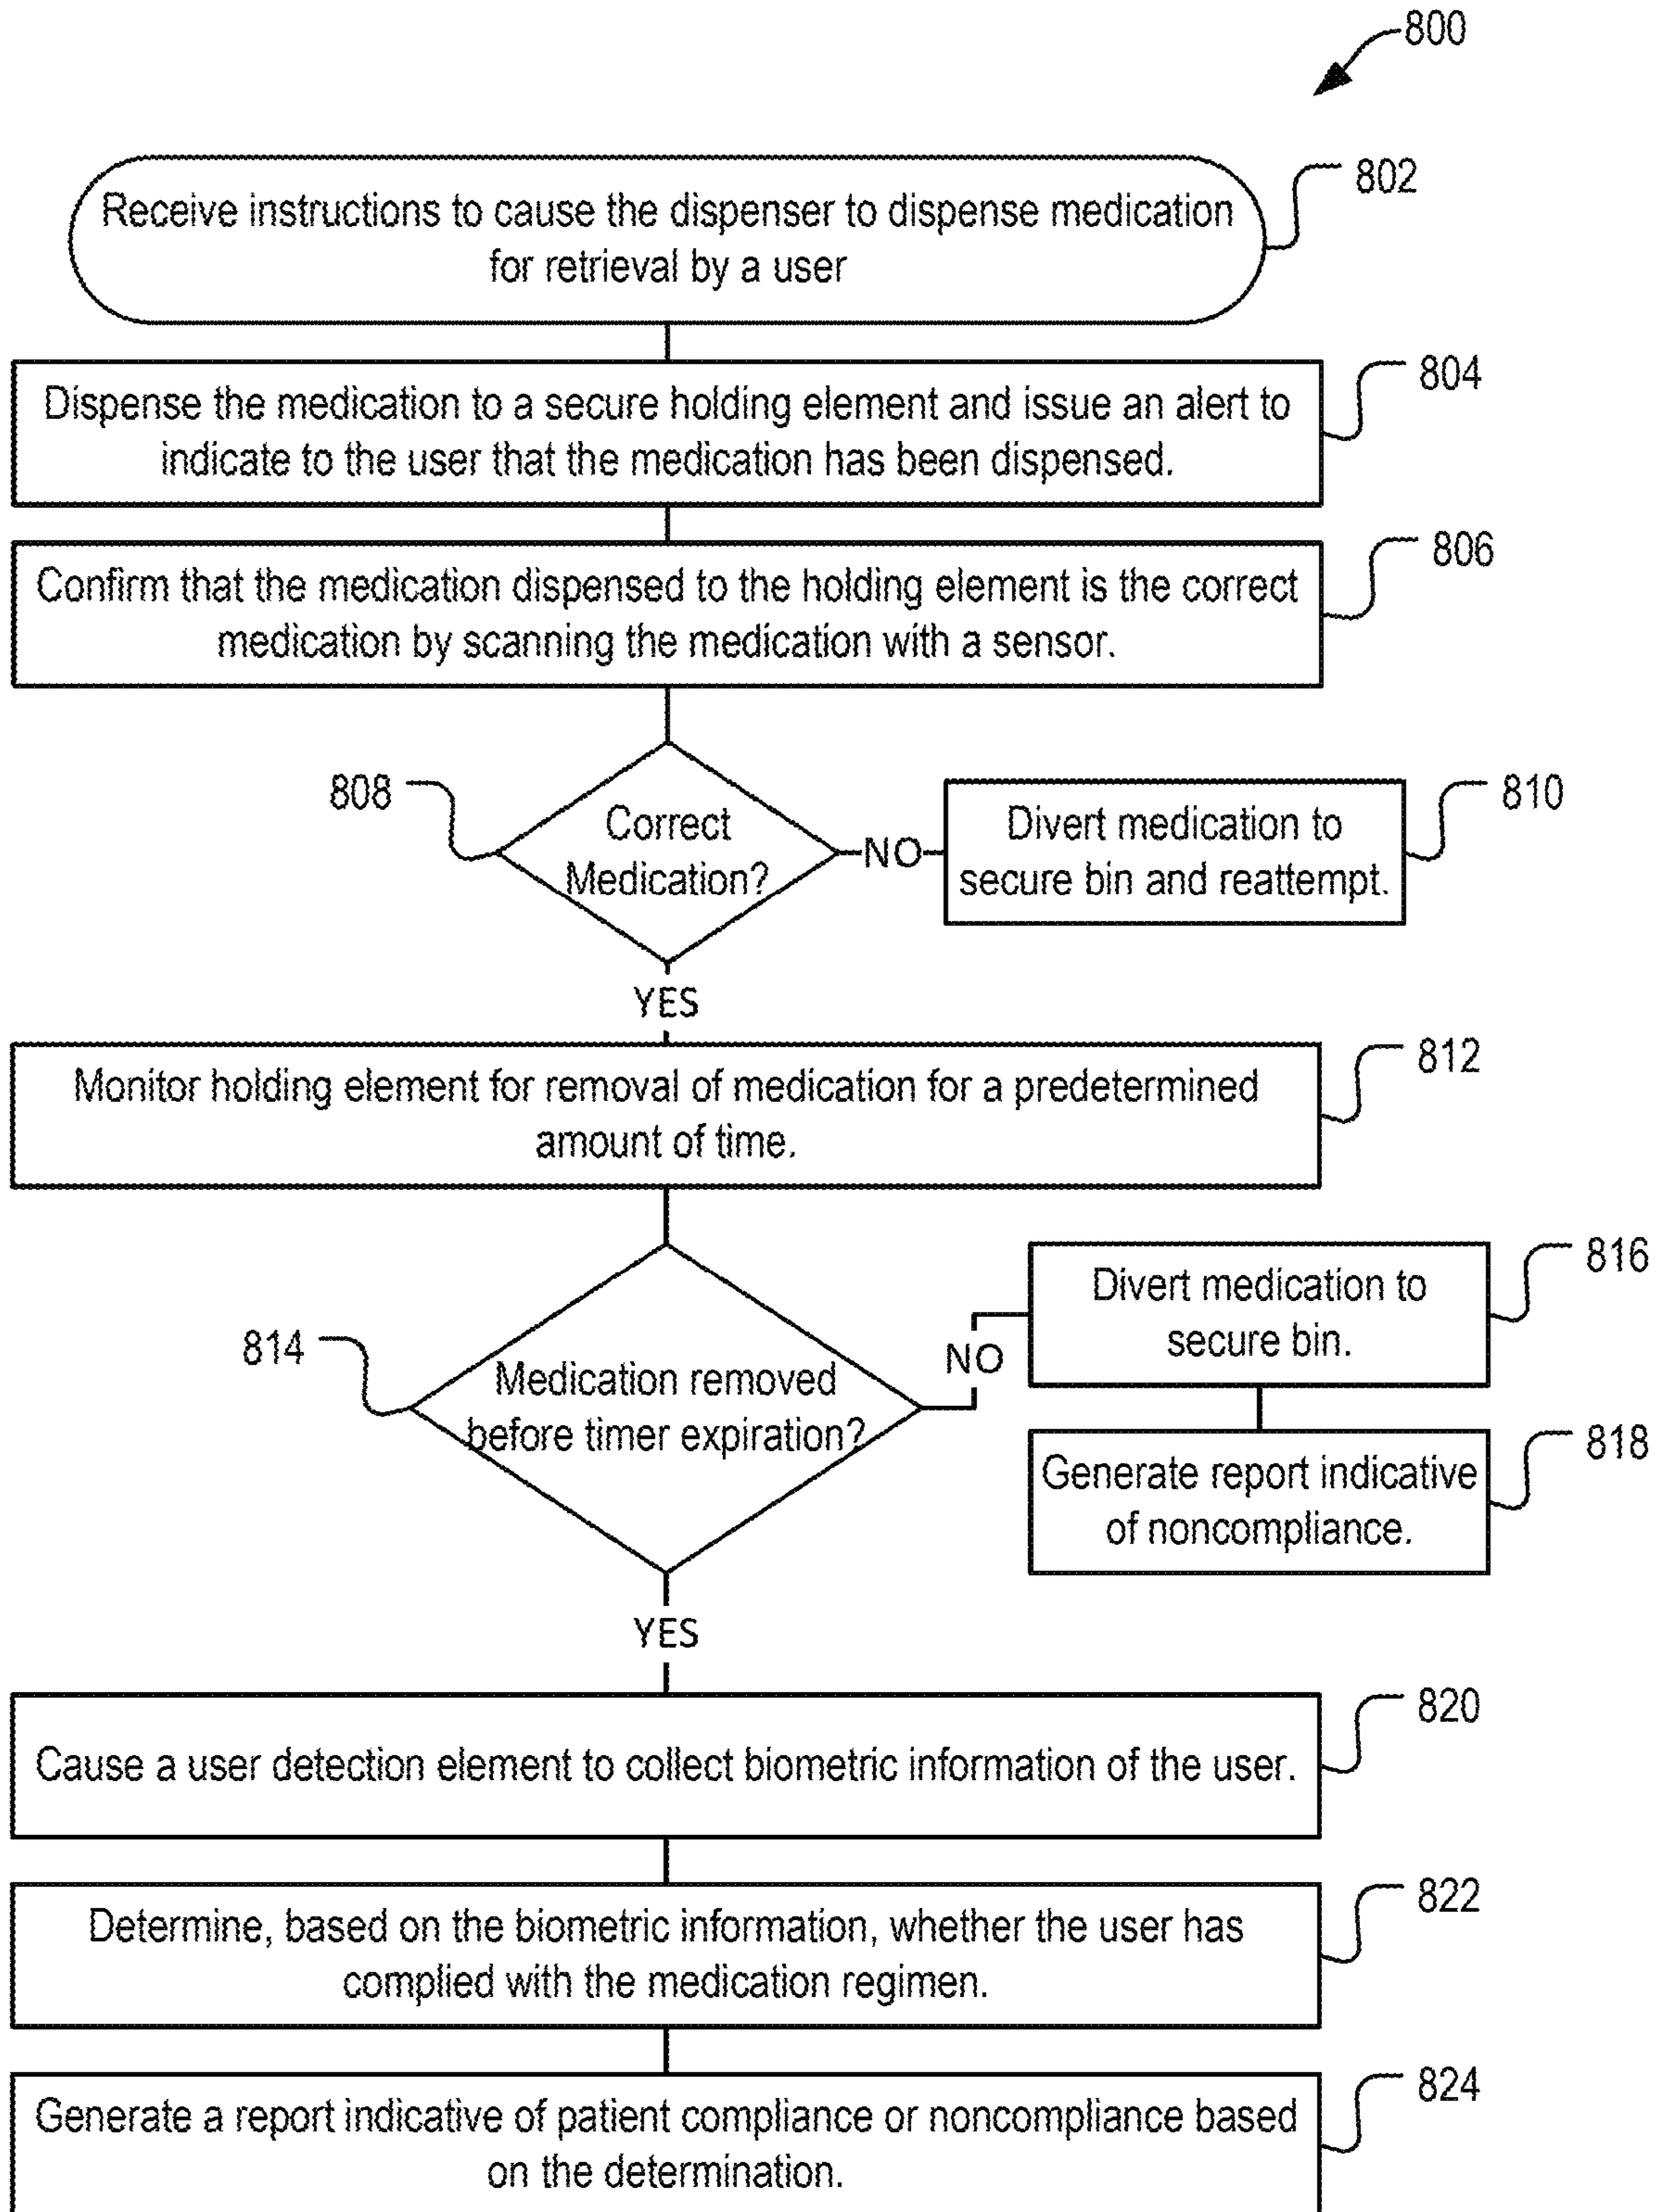 800
802
Receive instructions to cause the dispenser to dispense medication
for retrieval by a user
804
Dispense the medication to a secure holding element and issue an alert to
indicate to the user that the medication has been dispensed.
806
Confirm that the medication dispensed to the holding element is the correct
medication by scanning the medication with a sensor.
808
Correct
Medication?
NO
810
Divert medication to
secure bin and reattempt.
YES
812
Monitor holding element for removal of medication for a predetermined
amount of time.
814
Medication removed
before timer expiration?
NO
816
Divert medication to
secure bin.
818
Generate report indicative
of noncompliance.
YES
820
Cause a user detection element to collect biometric information of the user.
822
Determine, based on the biometric information, whether the user has
complied with the medication regimen.
824
Generate a report indicative of patient compliance or noncompliance based
on the determination.